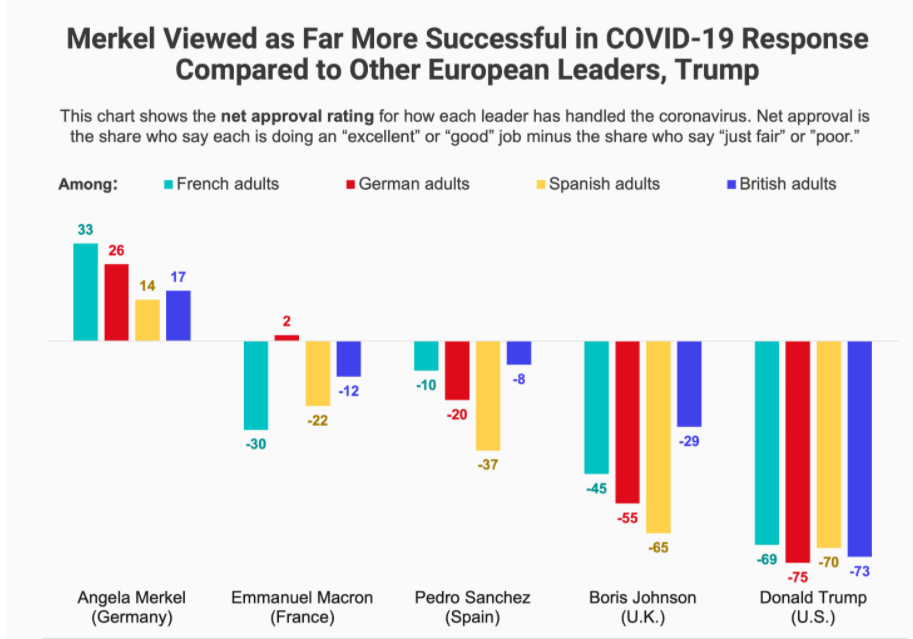 Merkel Viewed as Far More Successful in COVID-19 Response
Compared to Other European Leaders, Trump
This chart shows the net approval rating for how each leader has handled the coronavirus. Net approval is
the share who say each is doing an “excellent” or “good” job minus the share who say “just fair” or ”poor.”
Among: French adults German adults Spanish adults British adults
33 26 14 17
2
-30 -22 -12
-10 -20 -37 -8
-45 -55 -65 -29
-69 -75 -70 -73
Angela Merkel Emmanuel Macron Pedro Sanchez Boris Johnson Donald Trump
(Germany) (France) (Spain) (U.K.) (U.S.)